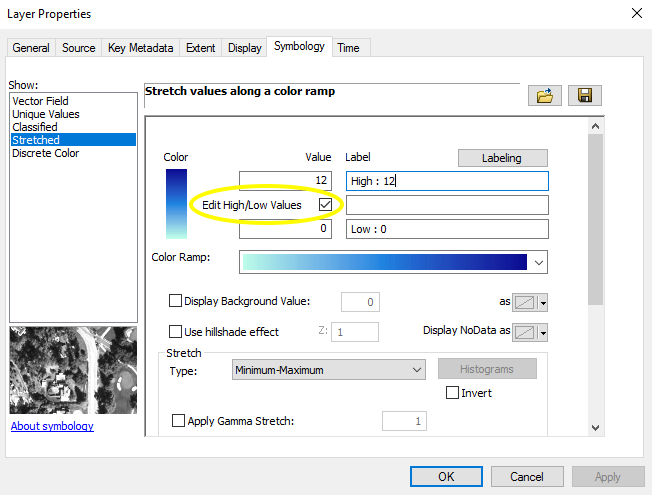 Layer Properties
General Source Key Metadata Extent Display Symbology Time
Show:
Vector Field
Unique Values
Classified
Stretched
Discrete Color
Stretch values along a color ramp
Color Value Label Labeling
12 High : 12
Edit High/Low Values
0 Low : 0
Color Ramp:
Display Background Value: 0 as
Use hillshade effect Z: 1 Display NoData as
Stretch
Type: Minimum-Maximum Histograms
Invert
Apply Gamma Stretch: 1
About symbology
OK Cancel Apply